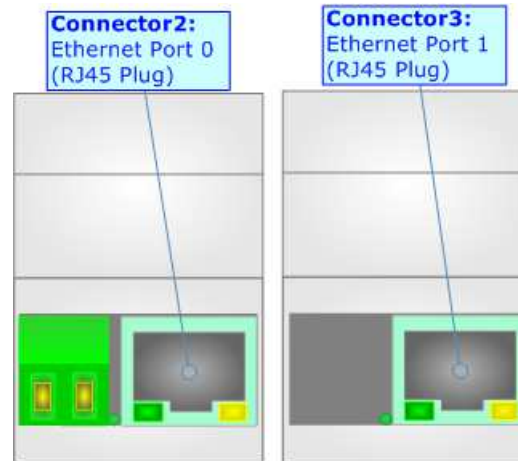 Connector2:
Ethernet Port 0
(RJ45 Plug)
Connector3:
Ethernet Port 1
(RJ45 Plug)